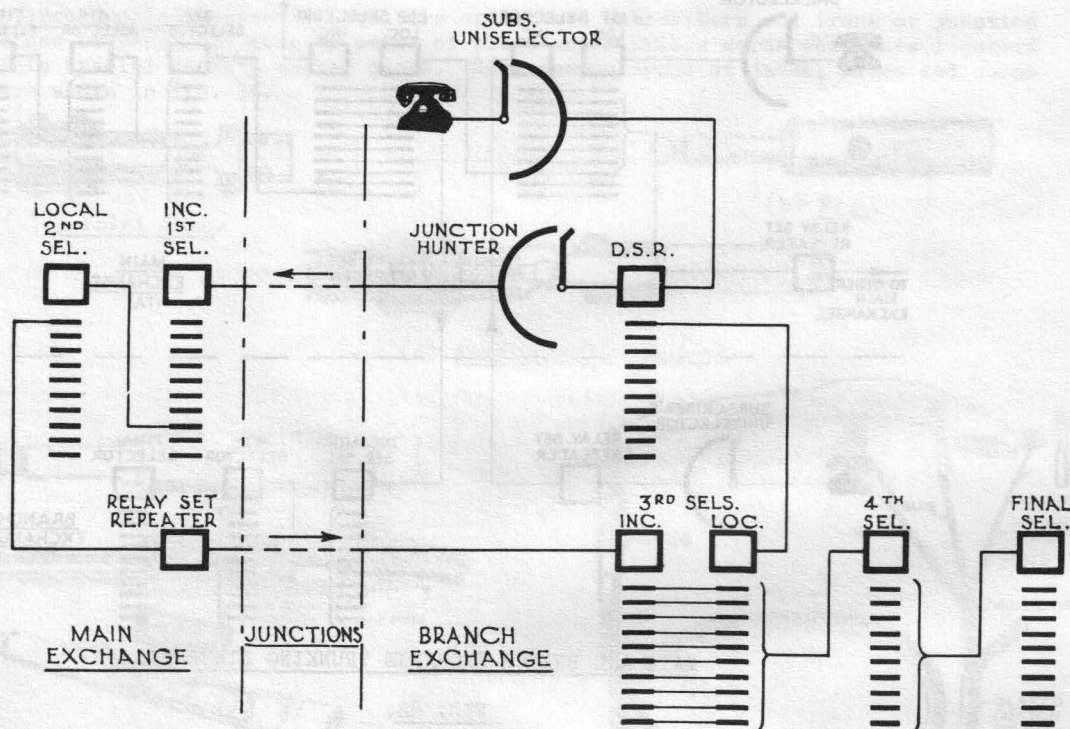 SUBS.
UNISELECTOR
LOCAL
2ND
SEL.
INC.
1ST
SEL.
JUNCTION
HUNTER
D.S.R.
RELAY SET
REPEATER
3RD SELS.
INC. LOC.
4TH
SEL.
FINAL
SEL.
MAIN
EXCHANGE
JUNCTIONS
BRANCH
EXCHANGE